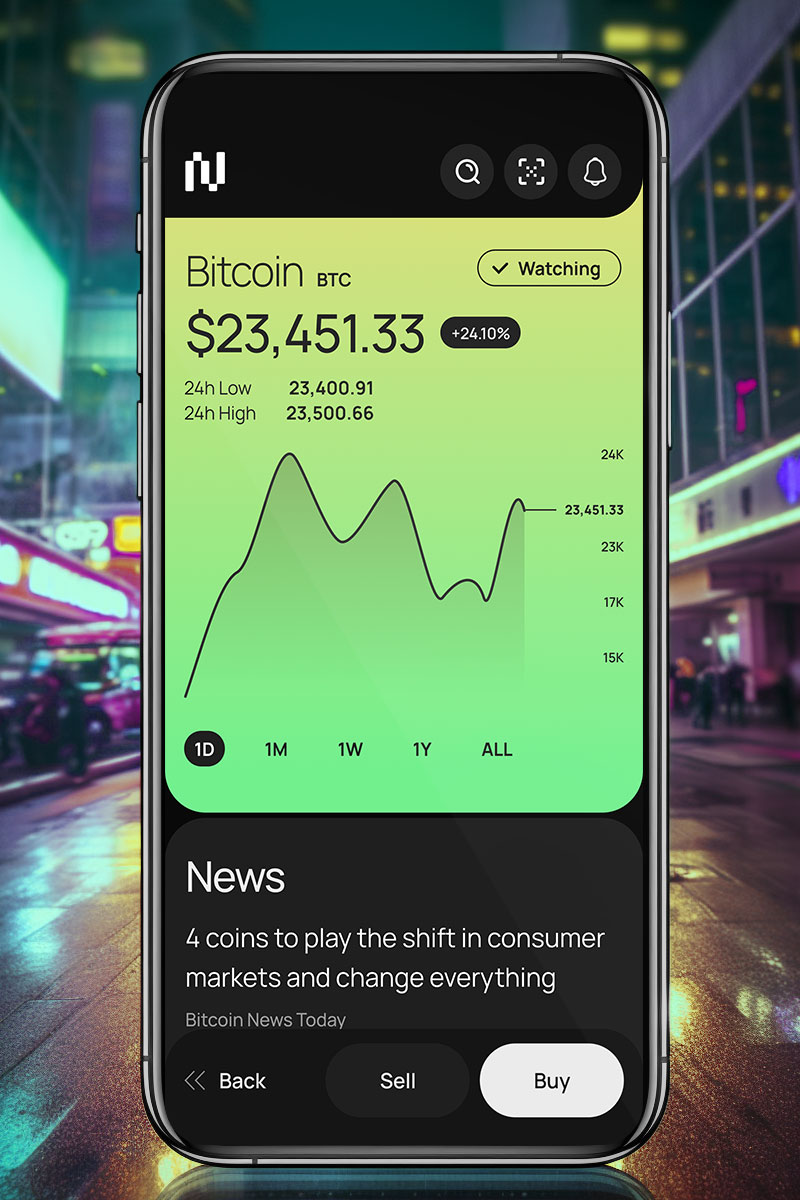 Bitcoin BTC
Watching
$23,451.33 +24.10%
24h Low 23,400.91
24h High 23,500.66
24K
23,451.33
23K
17K
15K
1D 1M 1W 1Y ALL
News
4 coins to play the shift in consumer
markets and change everything
Bitcoin News Today
Back Sell Buy